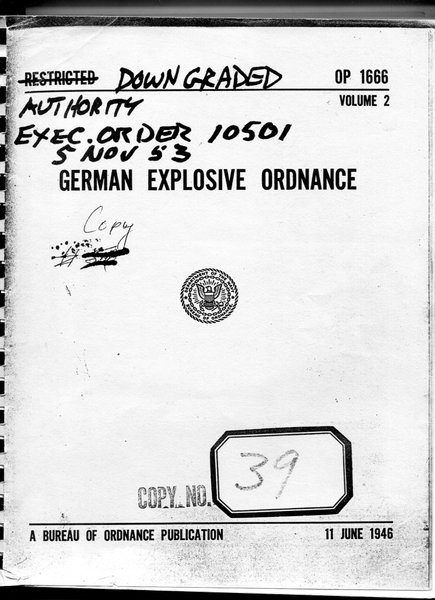 RESTRICTED DOWNGRADED OP 1666
AUTHORITY VOLUME 2
EXEC. ORDER 10501
5 NOV 53
GERMAN EXPLOSIVE ORDNANCE
Copy
COPY NO. 39
A BUREAU OF ORDNANCE PUBLICATION 11 JUNE 1946